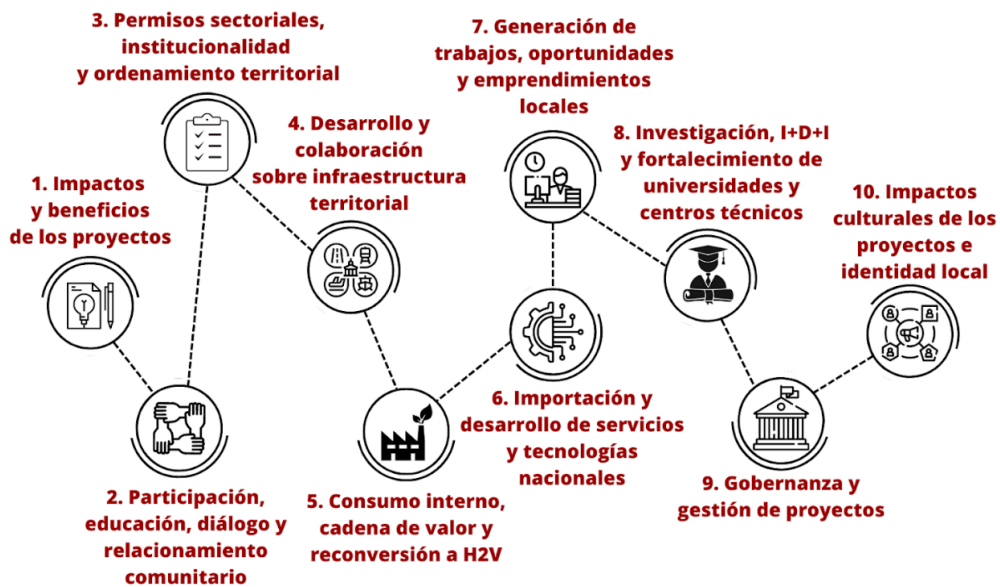 1. Impactos
y beneficios
de los proyectos
2. Participación,
educación, diálogo y
relacionamiento
comunitario
3. Permisos sectoriales,
institucionalidad
y ordenamiento territorial
4. Desarrollo y
colaboración
sobre infraestructura
territorial
5. Consumo interno,
cadena de valor y
reconversión a H2V
6. Importación y
desarrollo de servicios
y tecnologías
nacionales
7. Generación de
trabajos, oportunidades
y emprendimientos
locales
8. Investigación, I+D+I
y fortalecimiento de
universidades y
centros técnicos
9. Gobernanza y
gestión de proyectos
10. Impactos
culturales de los
proyectos e
identidad local